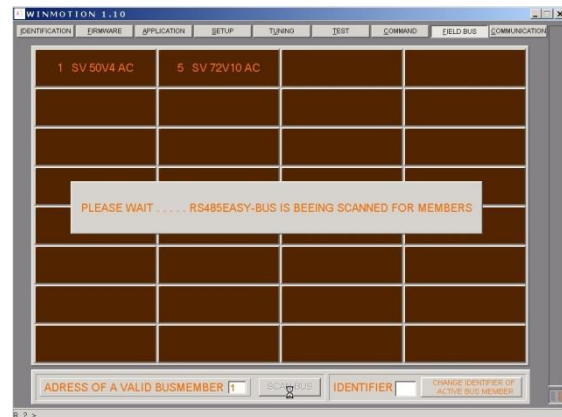 WINMOTION 1.10
IDENTIFICATION FIRMWARE APPLICATION SETUP TUNING TEST COMMAND FIELD BUS COMMUNICATION
1 SV 50V4 AC 5 SV 72V10 AC
PLEASE WAIT . . . . . RS485EASY-BUS IS BEEING SCANNED FOR MEMBERS
ADRESS OF A VALID BUSMEMBER 1 SCAN BUS IDENTIFIER CHANGE IDENTIFIER OF
ACTIVE BUS MEMBER